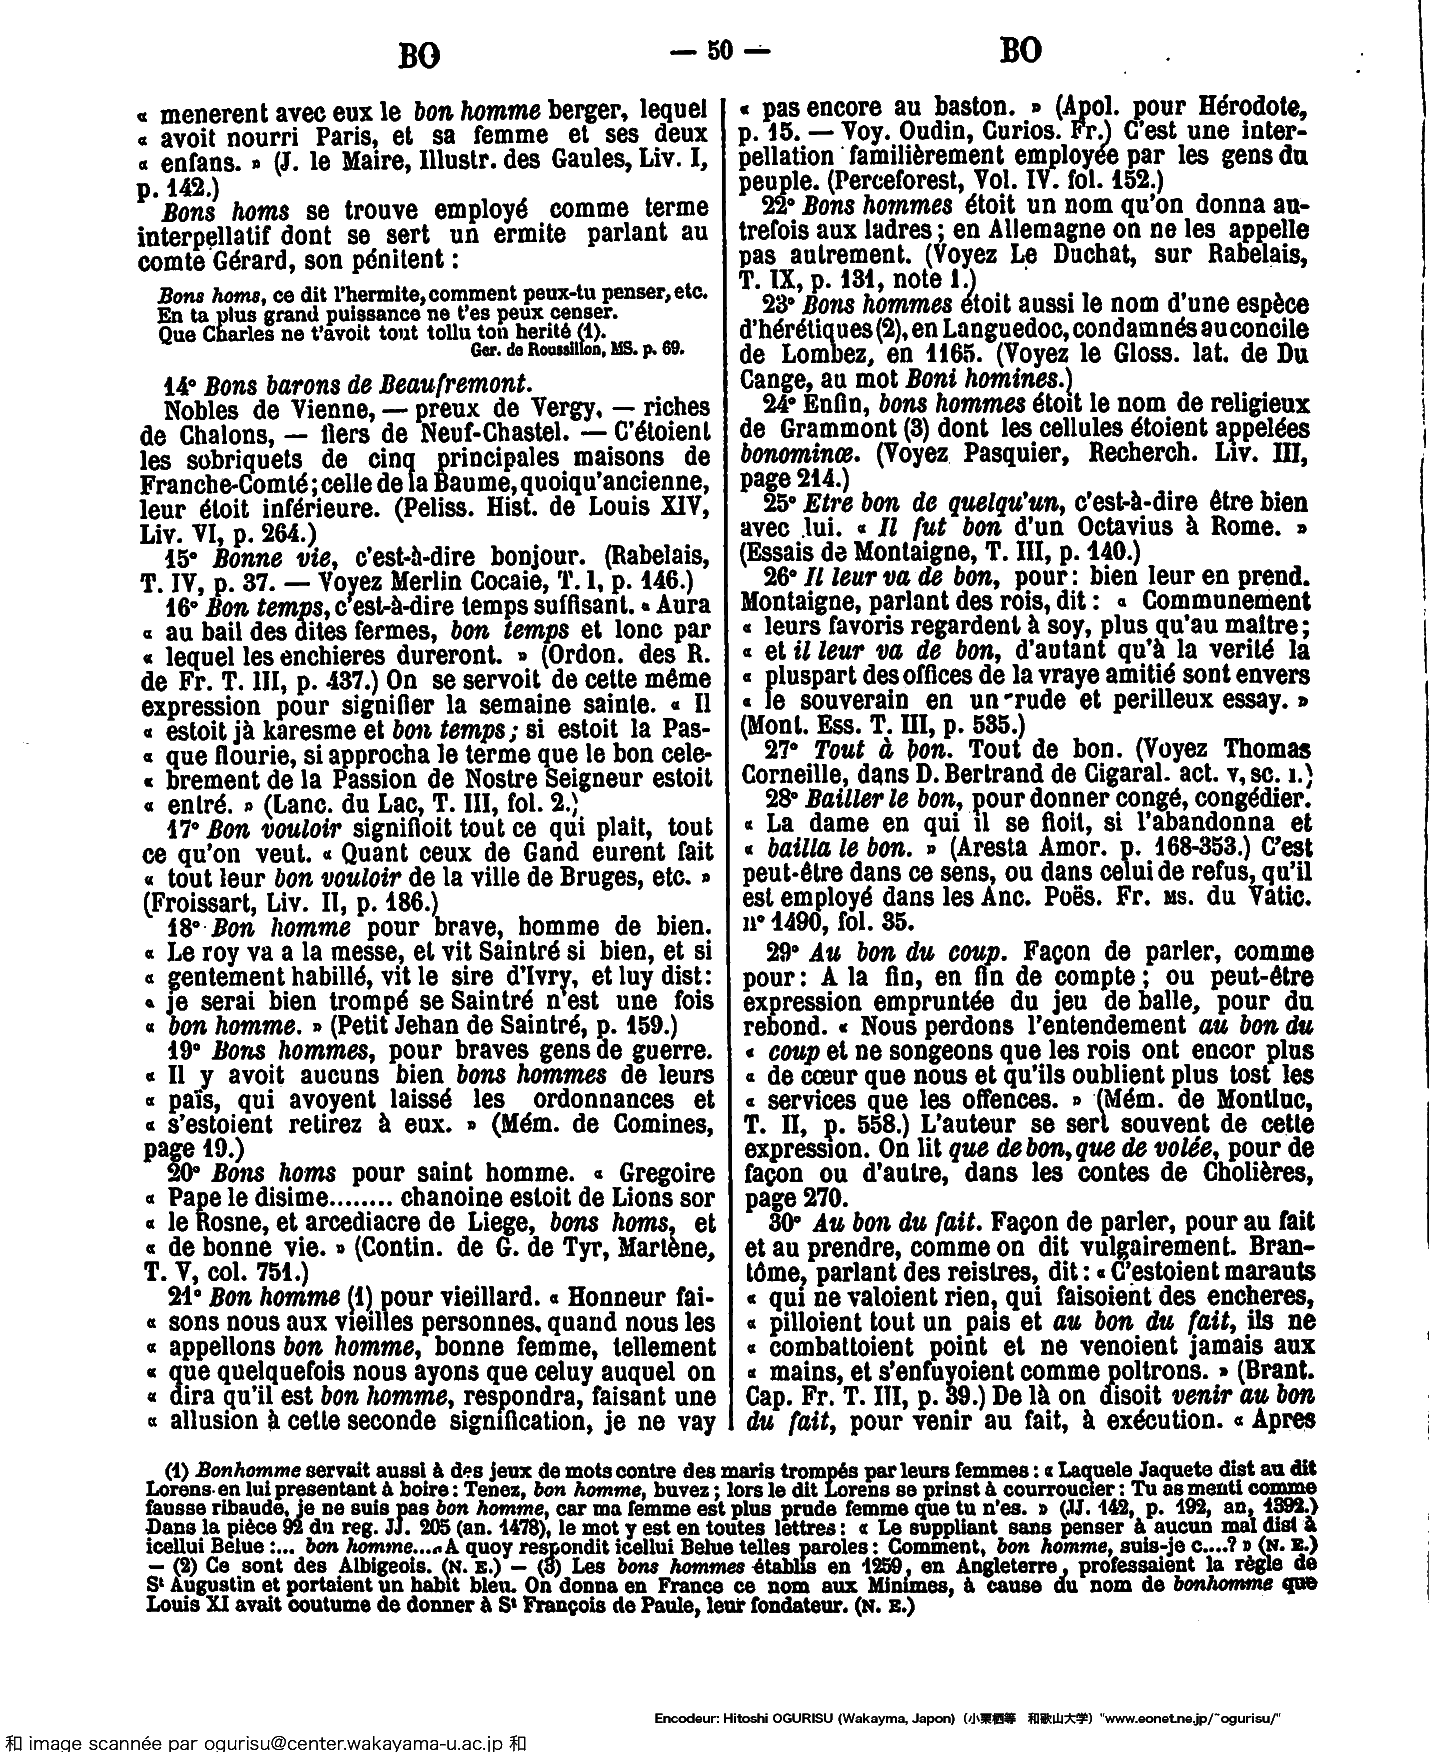 BO — 50 — BO
« menerent avec eux le bon homme berger, lequel
« avoit nourri Paris, et sa femme et ses deux
« enfans. » (J. le Maire, Illustr. des Gaules, Liv. I,
p. 142.)
Bons homs se trouve employé comme terme
interpellatif dont se sert un ermite parlant au
comte Gérard, son pénitent :
Bons homs, ce dit l'hermite, comment peux-tu penser, etc.
En ta plus grand puissance ne t'es peux censer.
Que Charles ne t'avoit tout tollu ton herité (1).
Ger. de Roussillon, MS. p. 69.
14° Bons barons de Beaufremont.
Nobles de Vienne, — preux de Vergy, — riches
de Chalons, — fiers de Neuf-Chastel. — C'étoient
les sobriquets de cinq principales maisons de
Franche-Comté ; celle de la Baume, quoiqu'ancienne,
leur étoit inférieure. (Peliss. Hist. de Louis XIV,
Liv. VI, p. 264.)
15° Bonne vie, c'est-à-dire bonjour. (Rabelais,
T. IV, p. 37. — Voyez Merlin Cocaie, T. I, p. 146.)
16° Bon temps, c'est-à-dire temps suffisant. « Aura
« au bail des dites fermes, bon temps et lonc par
« lequel les enchieres dureront. » (Ordon. des R.
de Fr. T. III, p. 437.) On se servoit de cette même
expression pour signifier la semaine sainte. « Il
« estoit jà karesme et bon temps ; si estoit la Pas-
« que flourie, si approcha le terme que le bon cele-
« brement de la Passion de Nostre Seigneur estoit
« entré. » (Lanc. du Lac, T. III, fol. 2.)
17° Bon vouloir signifioit tout ce qui plait, tout
ce qu'on veut. « Quant ceux de Gand eurent fait
« tout leur bon vouloir de la ville de Bruges, etc. »
(Froissart, Liv. II, p. 186.)
18° Bon homme pour brave, homme de bien.
« Le roy va a la messe, et vit Saintré si bien, et si
« gentement habillé, vit le sire d'Ivry, et luy dist :
« je serai bien trompé se Saintré n'est une fois
« bon homme. » (Petit Jehan de Saintré, p. 159.)
19° Bons hommes, pour braves gens de guerre.
« Il y avoit aucuns bien bons hommes de leurs
« païs, qui avoyent laissé les ordonnances et
« s'estoient retirez à eux. » (Mém. de Comines,
page 19.)
20° Bons homs pour saint homme. « Gregoire
« Pape le disime........ chanoine estoit de Lions sor
« le Rosne, et arcediacre de Liege, bons homs, et
« de bonne vie. » (Contin. de G. de Tyr, Martène,
T. V, col. 751.)
21° Bon homme (1) pour vieillard. « Honneur fai-
« sons nous aux vieilles personnes, quand nous les
« appellons bon homme, bonne femme, tellement
« que quelquefois nous ayons que celuy auquel on
« dira qu'il est bon homme, respondra, faisant une
« allusion à cette seconde signification, je ne vay
« pas encore au baston. » (Apol. pour Hérodote,
p. 15. — Voy. Oudin, Curios. Fr.) C'est une inter-
pellation familièrement employée par les gens du
peuple. (Perceforest, Vol. IV. fol. 152.)
22° Bons hommes étoit un nom qu'on donna au-
trefois aux ladres ; en Allemagne on ne les appelle
pas autrement. (Voyez Le Duchat, sur Rabelais,
T. IX, p. 131, note 1.)
23° Bons hommes étoit aussi le nom d'une espèce
d'hérétiques (2), en Languedoc, condamnés au concile
de Lombez, en 1165. (Voyez le Gloss. lat. de Du
Cange, au mot Boni homines.)
24° Enfin, bons hommes étoit le nom de religieux
de Grammont (3) dont les cellules étoient appelées
bonominœ. (Voyez Pasquier, Recherch. Liv. III,
page 214.)
25° Etre bon de quelqu'un, c'est-à-dire être bien
avec lui. « Il fut bon d'un Octavius à Rome. »
(Essais de Montaigne, T. III, p. 140.)
26° Il leur va de bon, pour : bien leur en prend.
Montaigne, parlant des rois, dit : « Communement
« leurs favoris regardent à soy, plus qu'au maître ;
« et il leur va de bon, d'autant qu'à la verité la
« pluspart des offices de la vraye amitié sont envers
« le souverain en un rude et perilleux essay. »
(Mont. Ess. T. III, p. 535.)
27° Tout à bon. Tout de bon. (Voyez Thomas
Corneille, dans D. Bertrand de Cigaral. act. V, sc. I.)
28° Bailler le bon, pour donner congé, congédier.
« La dame en qui il se fioit, si l'abandonna et
« bailla le bon. » (Aresta Amor. p. 168-353.) C'est
peut-être dans ce sens, ou dans celui de refus, qu'il
est employé dans les Anc. Poës. Fr. MS. du Vatic.
n° 1490, fol. 35.
29° Au bon du coup. Façon de parler, comme
pour : A la fin, en fin de compte ; ou peut-être
expression empruntée du jeu de balle, pour du
rebond. « Nous perdons l'entendement au bon du
« coup et ne songeons que les rois ont encor plus
« de cœur que nous et qu'ils oublient plus tost les
« services que les offences. » (Mém. de Montluc,
T. II, p. 558.) L'auteur se sert souvent de cette
expression. On lit que de bon, que de volée, pour de
façon ou d'autre, dans les contes de Cholières,
page 270.
30° Au bon du fait. Façon de parler, pour au fait
et au prendre, comme on dit vulgairement. Bran-
tôme, parlant des reistres, dit : « C'estoient marauts
« qui ne valoient rien, qui faisoient des encheres,
« pilloient tout un pais et au bon du fait, ils ne
« combattoient point et ne venoient jamais aux
« mains, et s'enfuyoient comme poltrons. » (Brant.
Cap. Fr. T. III, p. 39.) De là on disoit venir au bon
du fait, pour venir au fait, à exécution. « Apres
(1) Bonhomme servait aussi à des jeux de mots contre des maris trompés par leurs femmes : « Laquele Jaquete dist au dit
Lorens en lui presentant à boire : Tenez, bon homme, buvez ; lors le dit Lorens se prinst à courroucier : Tu as menti comme
fausse ribaude, je ne suis pas bon homme, car ma femme est plus prude femme que tu n'es. » (JJ. 142, p. 192, an, 1392.)
Dans la pièce 92 du reg. JJ. 205 (an. 1478), le mot y est en toutes lettres : « Le suppliant sans penser à aucun mal dist à
icellui Belue :... bon homme.... A quoy respondit icellui Belue telles paroles : Comment, bon homme, suis-je c....? » (N. E.)
— (2) Ce sont des Albigeois. (N. E.) — (3) Les bons hommes établis en 1259, en Angleterre, professaient la règle de
St Augustin et portaient un habit bleu. On donna en France ce nom aux Minimes, à cause du nom de bonhomme que
Louis XI avait coutume de donner à St François de Paule, leur fondateur. (N. E.)
Encodeur: Hitoshi OGURISU (Wakayma, Japon) (小栗栖等 和歌山大学) "www.eonet.ne.jp/~ogurisu/"
和 image scannée par ogurisu@center.wakayama-u.ac.jp 和